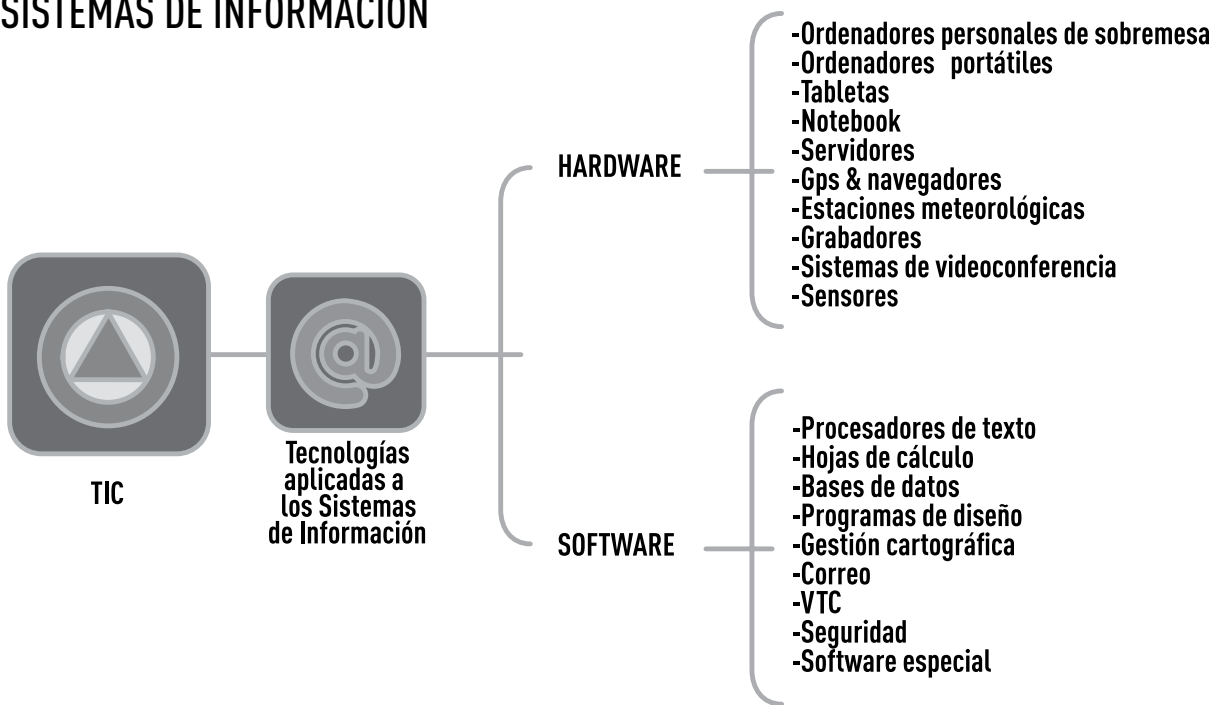 SISTEMAS DE INFORMACIÓN
TIC
Tecnologías
aplicadas a
los Sistemas
de Información
HARDWARE
-Ordenadores personales de sobremesa
-Ordenadores portátiles
-Tabletas
-Notebook
-Servidores
-Gps & navegadores
-Estaciones meteorológicas
-Grabadores
-Sistemas de videoconferencia
-Sensores
SOFTWARE
-Procesadores de texto
-Hojas de cálculo
-Bases de datos
-Programas de diseño
-Gestión cartográfica
-Correo
-VTC
-Seguridad
-Software especial